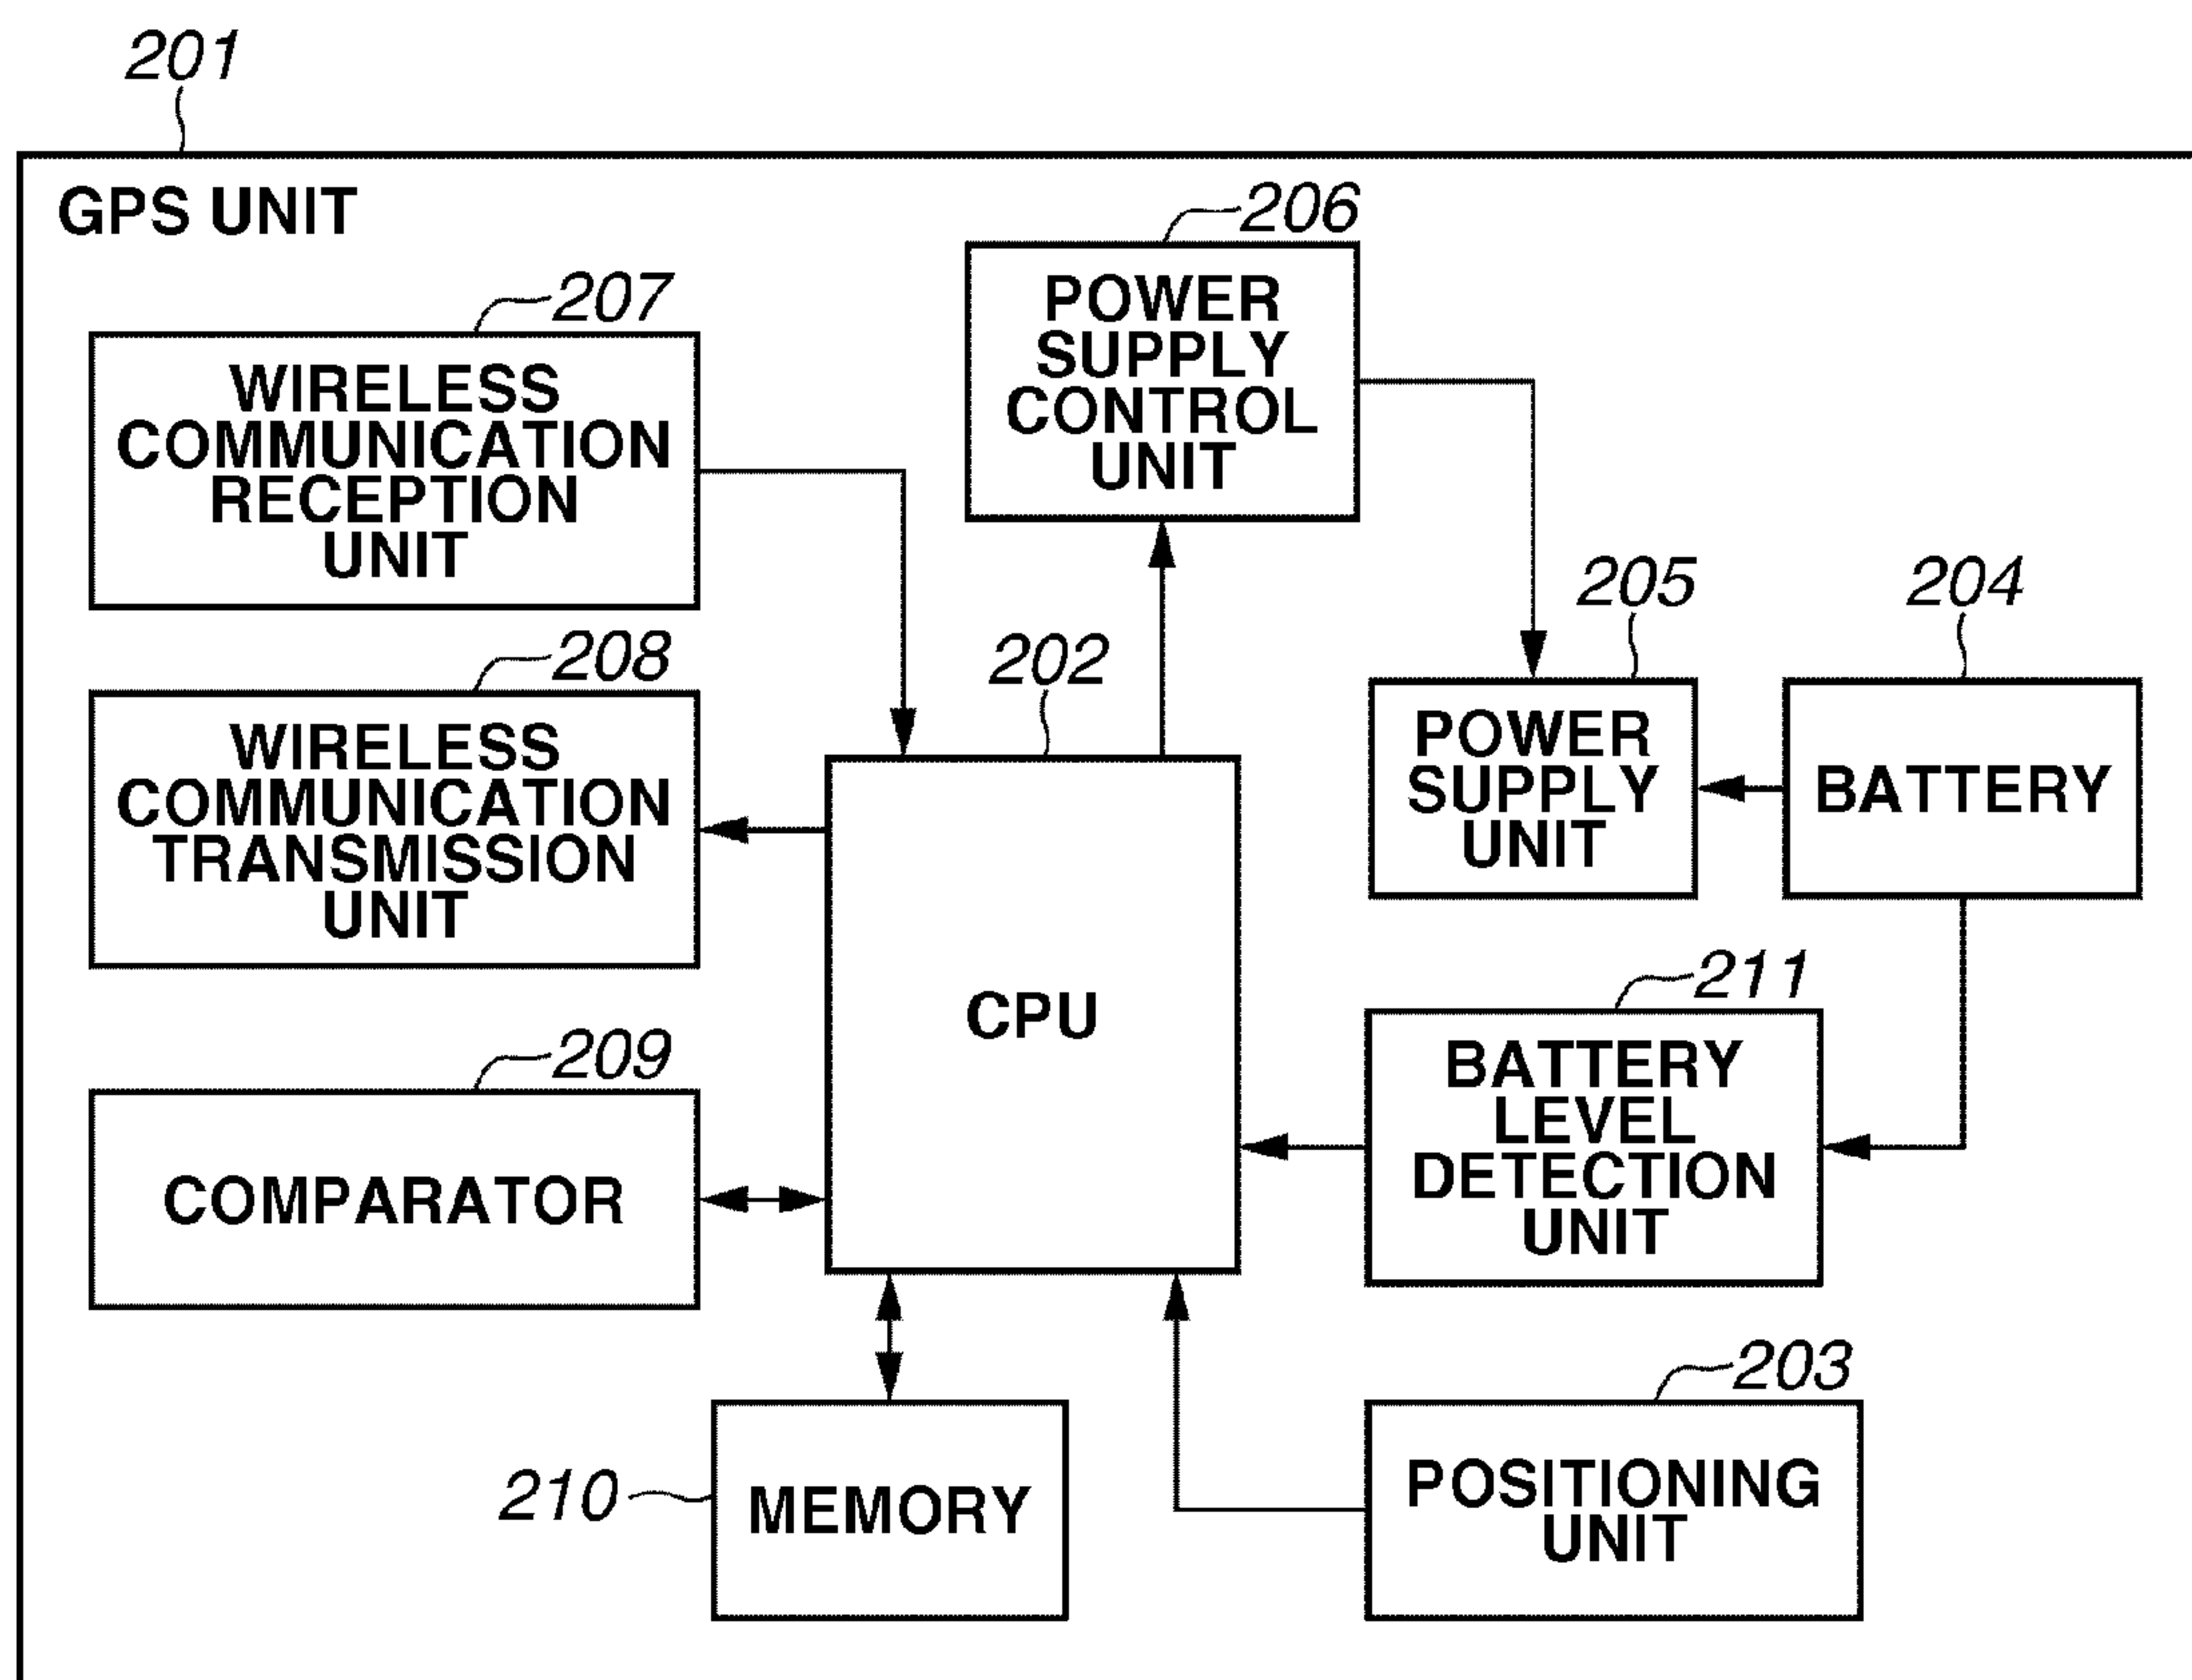 201
GPS UNIT
206
POWER
SUPPLY
CONTROL
UNIT
207
WIRELESS
COMMUNICATION
RECEPTION
UNIT
205
204
208
WIRELESS
COMMUNICATION
TRANSMISSION
UNIT
202
CPU
POWER
SUPPLY
UNIT
BATTERY
211
BATTERY
LEVEL
DETECTION
UNIT
209
COMPARATOR
203
POSITIONING
UNIT
210
MEMORY